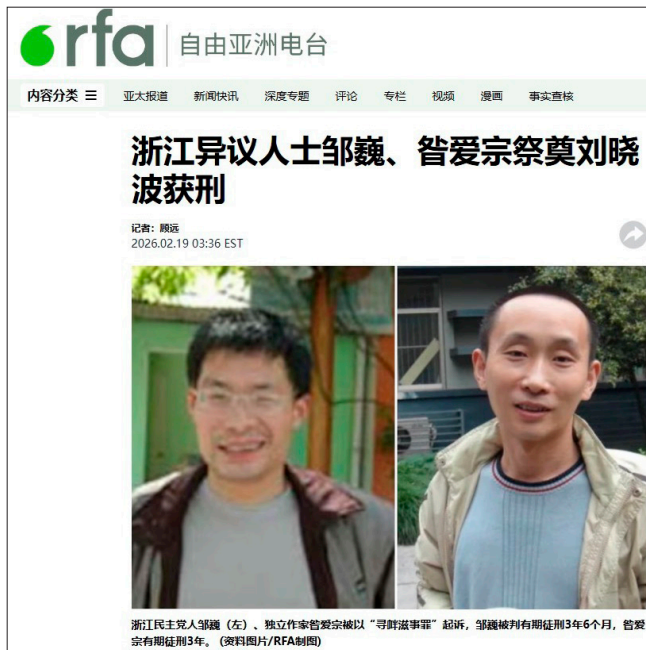 rfa 自由亚洲电台
内容分类 亚太报道 新闻快讯 深度专题 评论 专栏 视频 漫画 事实查核
浙江异议人士邹巍、昝爱宗祭奠刘晓
波获刑
记者：顾远
2026.02.19 03:36 EST
浙江民主党人邹巍（左）、独立作家昝爱宗被以“寻衅滋事罪”起诉，邹巍被判有期徒刑3年6个月，昝爱
宗有期徒刑3年。 (资料图片/RFA制图)